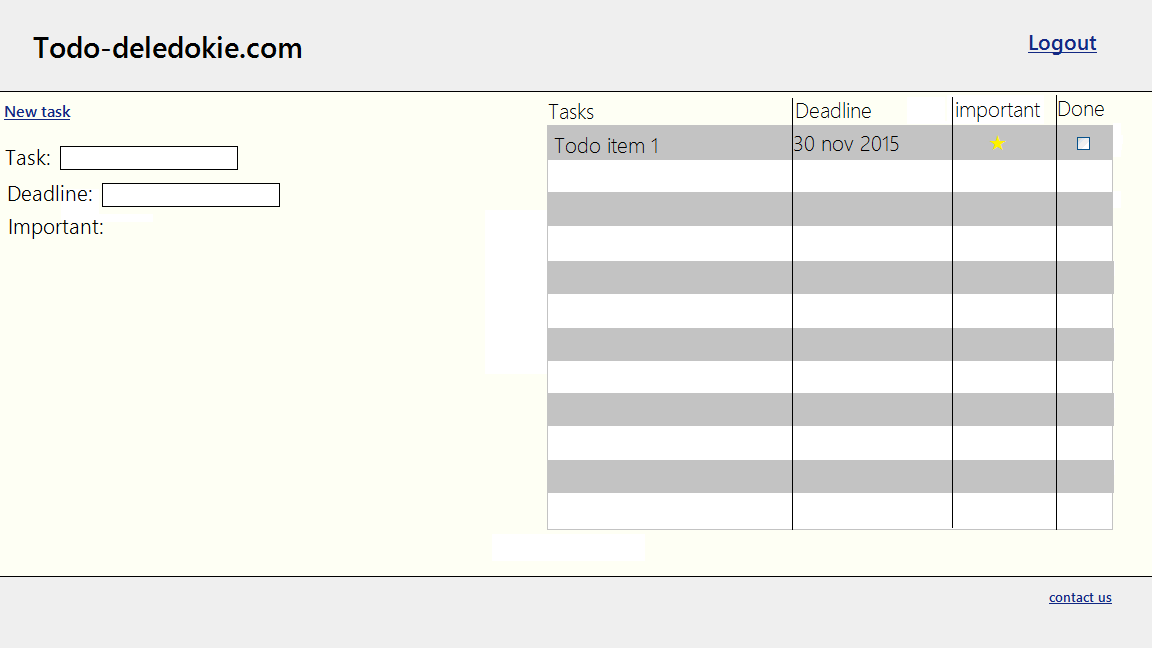 Todo-deledokie.com
Logout
New task
Task:
Deadline:
Important:
Tasks Deadline important Done
Todo item 1 30 nov 2015
contact us